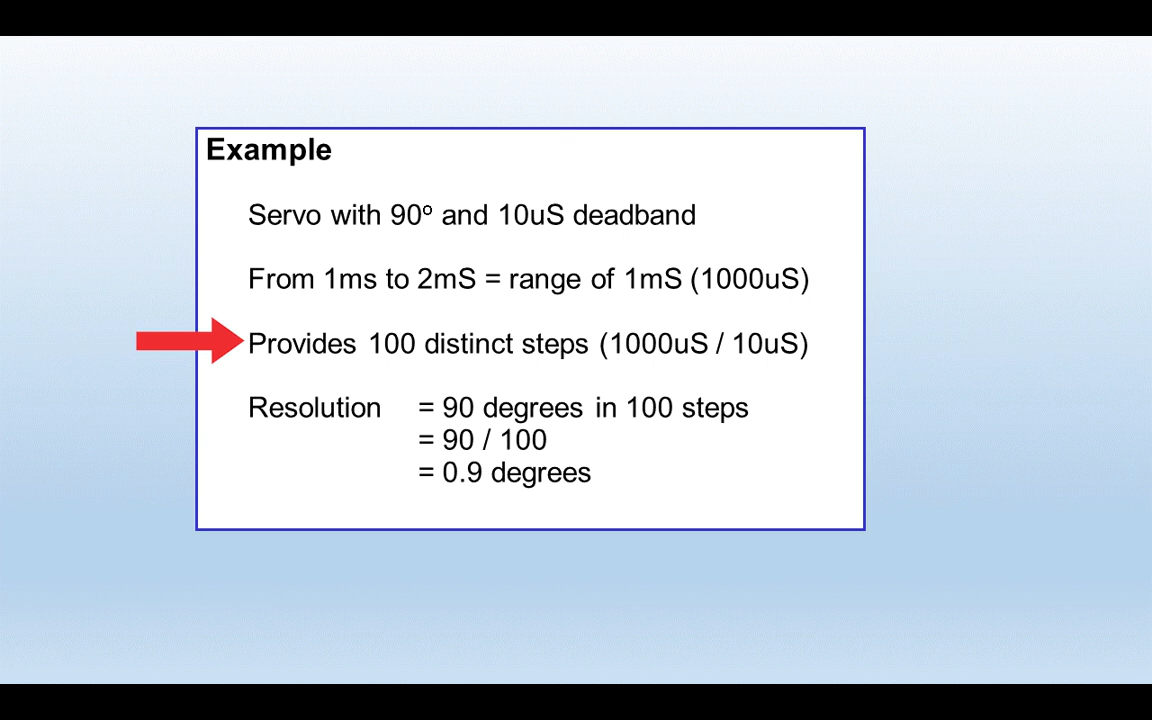 Example
Servo with 90° and 10uS deadband
From 1ms to 2mS = range of 1mS (1000uS)
Provides 100 distinct steps (1000uS / 10uS)
Resolution = 90 degrees in 100 steps
= 90 / 100
= 0.9 degrees